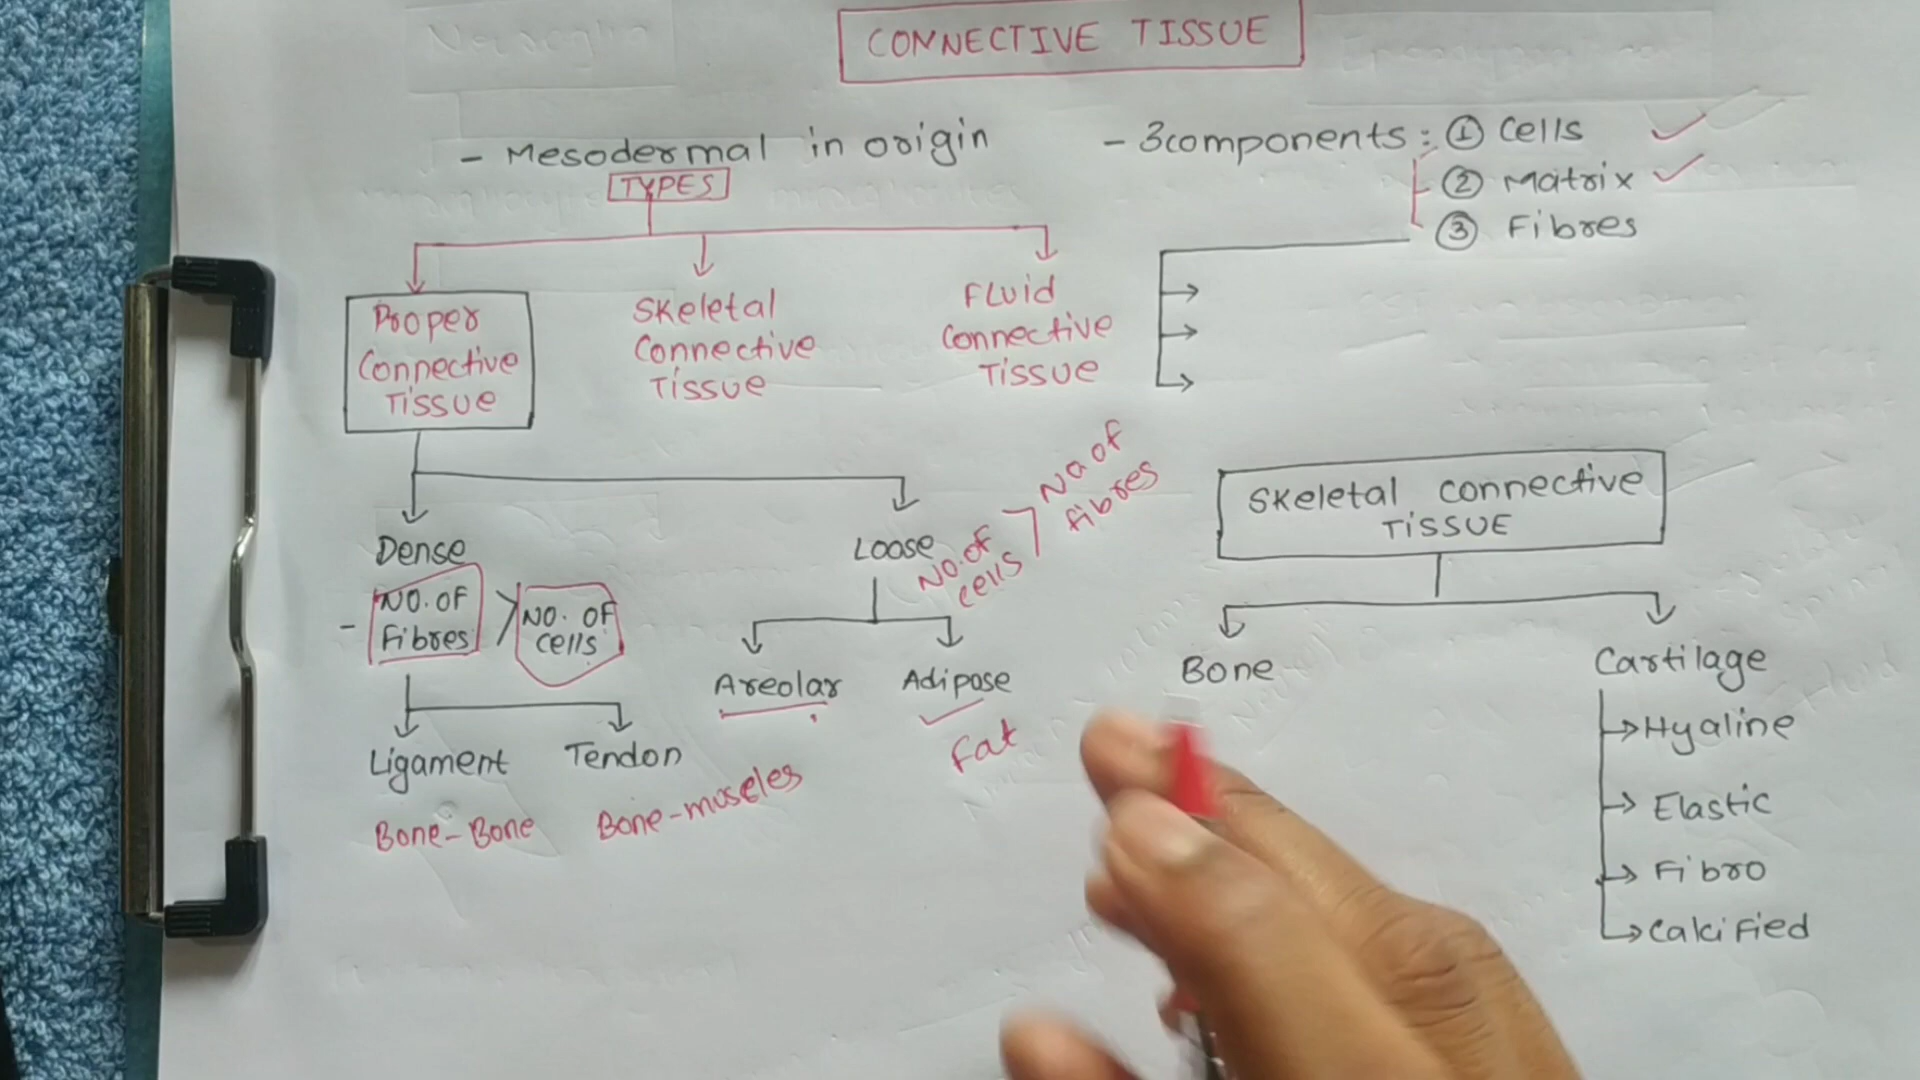 CONNECTIVE TISSUE
- Mesodermal in origin
- 3components : ① Cells
② Matrix
③ Fibres
TYPES
Proper
Connective
Tissue
Skeletal
Connective
Tissue
FLuid
Connective
Tissue
Dense
- NO. OF
Fibres > NO. OF
cells
Ligament
Tendon
Bone-Bone
Bone-muscles
Loose
No. of
cells > No of
fibres
Areolar
Adipose
Fat
Skeletal connective
Tissue
Bone
Cartilage
Hyaline
Elastic
Fibro
Calcified